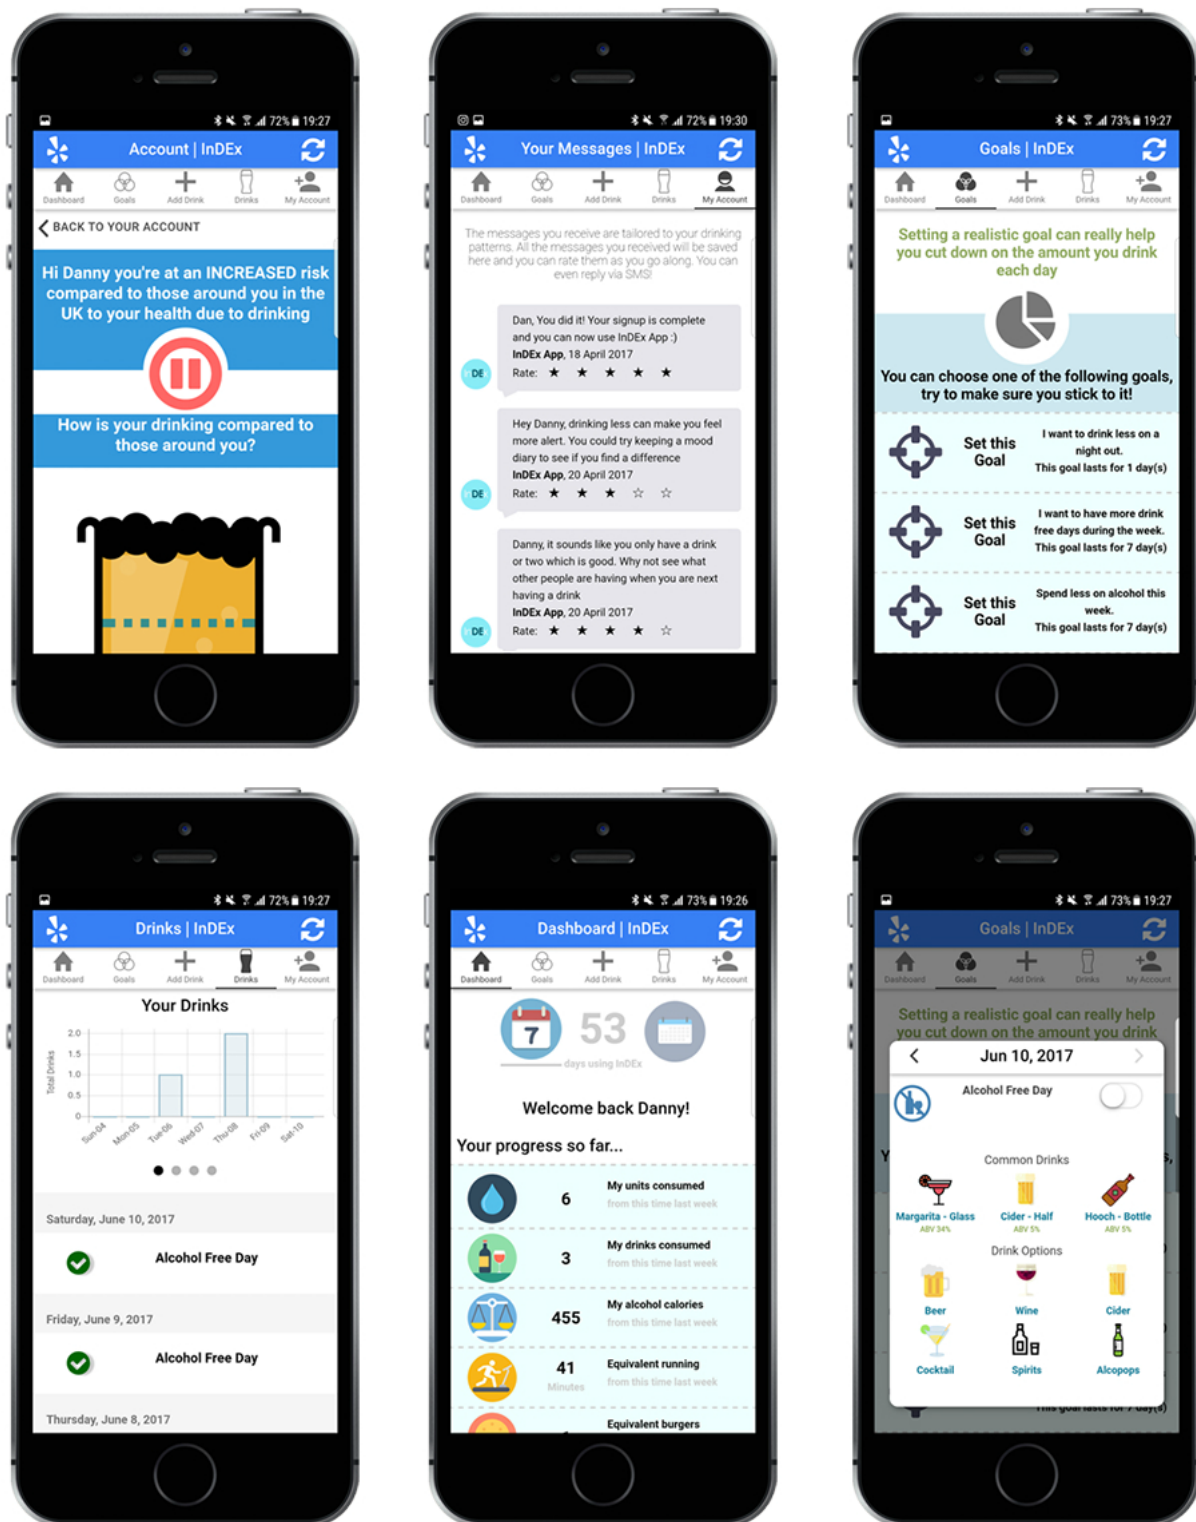 72% 19:27
Account | InDEx
Dashboard Goals Add Drink Drinks My Account
BACK TO YOUR ACCOUNT
Hi Danny you're at an INCREASED risk
compared to those around you in the
UK to your health due to drinking
How is your drinking compared to
those around you?
72% 19:30
Your Messages | InDEx
Dashboard Goals Add Drink Drinks My Account
The messages you receive are tailored to your drinking
patterns. All the messages you received will be saved
here and you can rate them as you go along. You can
even reply via SMS!
Dan, You did it! Your signup is complete
and you can now use InDEx App :)
InDEx App, 18 April 2017
DE Rate: ★ ★ ★ ★ ★
Hey Danny, drinking less can make you feel
more alert. You could try keeping a mood
diary to see if you find a difference
InDEx App, 20 April 2017
DE Rate: ★ ★ ★ ☆ ☆
Danny, it sounds like you only have a drink
or two which is good. Why not see what
other people are having when you are next
having a drink
InDEx App, 20 April 2017
DE Rate: ★ ★ ★ ★ ☆
73% 19:27
Goals | InDEx
Dashboard Goals Add Drink Drinks My Account
Setting a realistic goal can really help
you cut down on the amount you drink
each day
You can choose one of the following goals,
try to make sure you stick to it!
Set this
Goal
I want to drink less on a
night out.
This goal lasts for 1 day(s)
Set this
Goal
I want to have more drink
free days during the week.
This goal lasts for 7 day(s)
Set this
Goal
Spend less on alcohol this
week.
This goal lasts for 7 day(s)
72% 19:27
Drinks | InDEx
Dashboard Goals Add Drink Drinks My Account
Your Drinks
Total Drinks
2.0
1.5
1.0
0.5
0
Sun-04 Mon-05 Tue-06 Wed-07 Thu-08 Fri-09 Sat-10
Saturday, June 10, 2017
Alcohol Free Day
Friday, June 9, 2017
Alcohol Free Day
Thursday, June 8, 2017
73% 19:26
Dashboard | InDEx
Dashboard Goals Add Drink Drinks My Account
7 53
days using InDEx
Welcome back Danny!
Your progress so far...
6 My units consumed
from this time last week
3 My drinks consumed
from this time last week
455 My alcohol calories
from this time last week
41 Equivalent running
Minutes from this time last week
Equivalent burgers
73% 19:27
Goals | InDEx
Dashboard Goals Add Drink Drinks My Account
Setting a realistic goal can really help
you cut down on the amount you drink
Jun 10, 2017
Alcohol Free Day
Common Drinks
Margarita - Glass Cider - Half Hooch - Bottle
ABV 34% ABV 5% ABV 5%
Drink Options
Beer Wine Cider
Cocktail Spirits Alcopops
This goal lasts for 7 day(s)